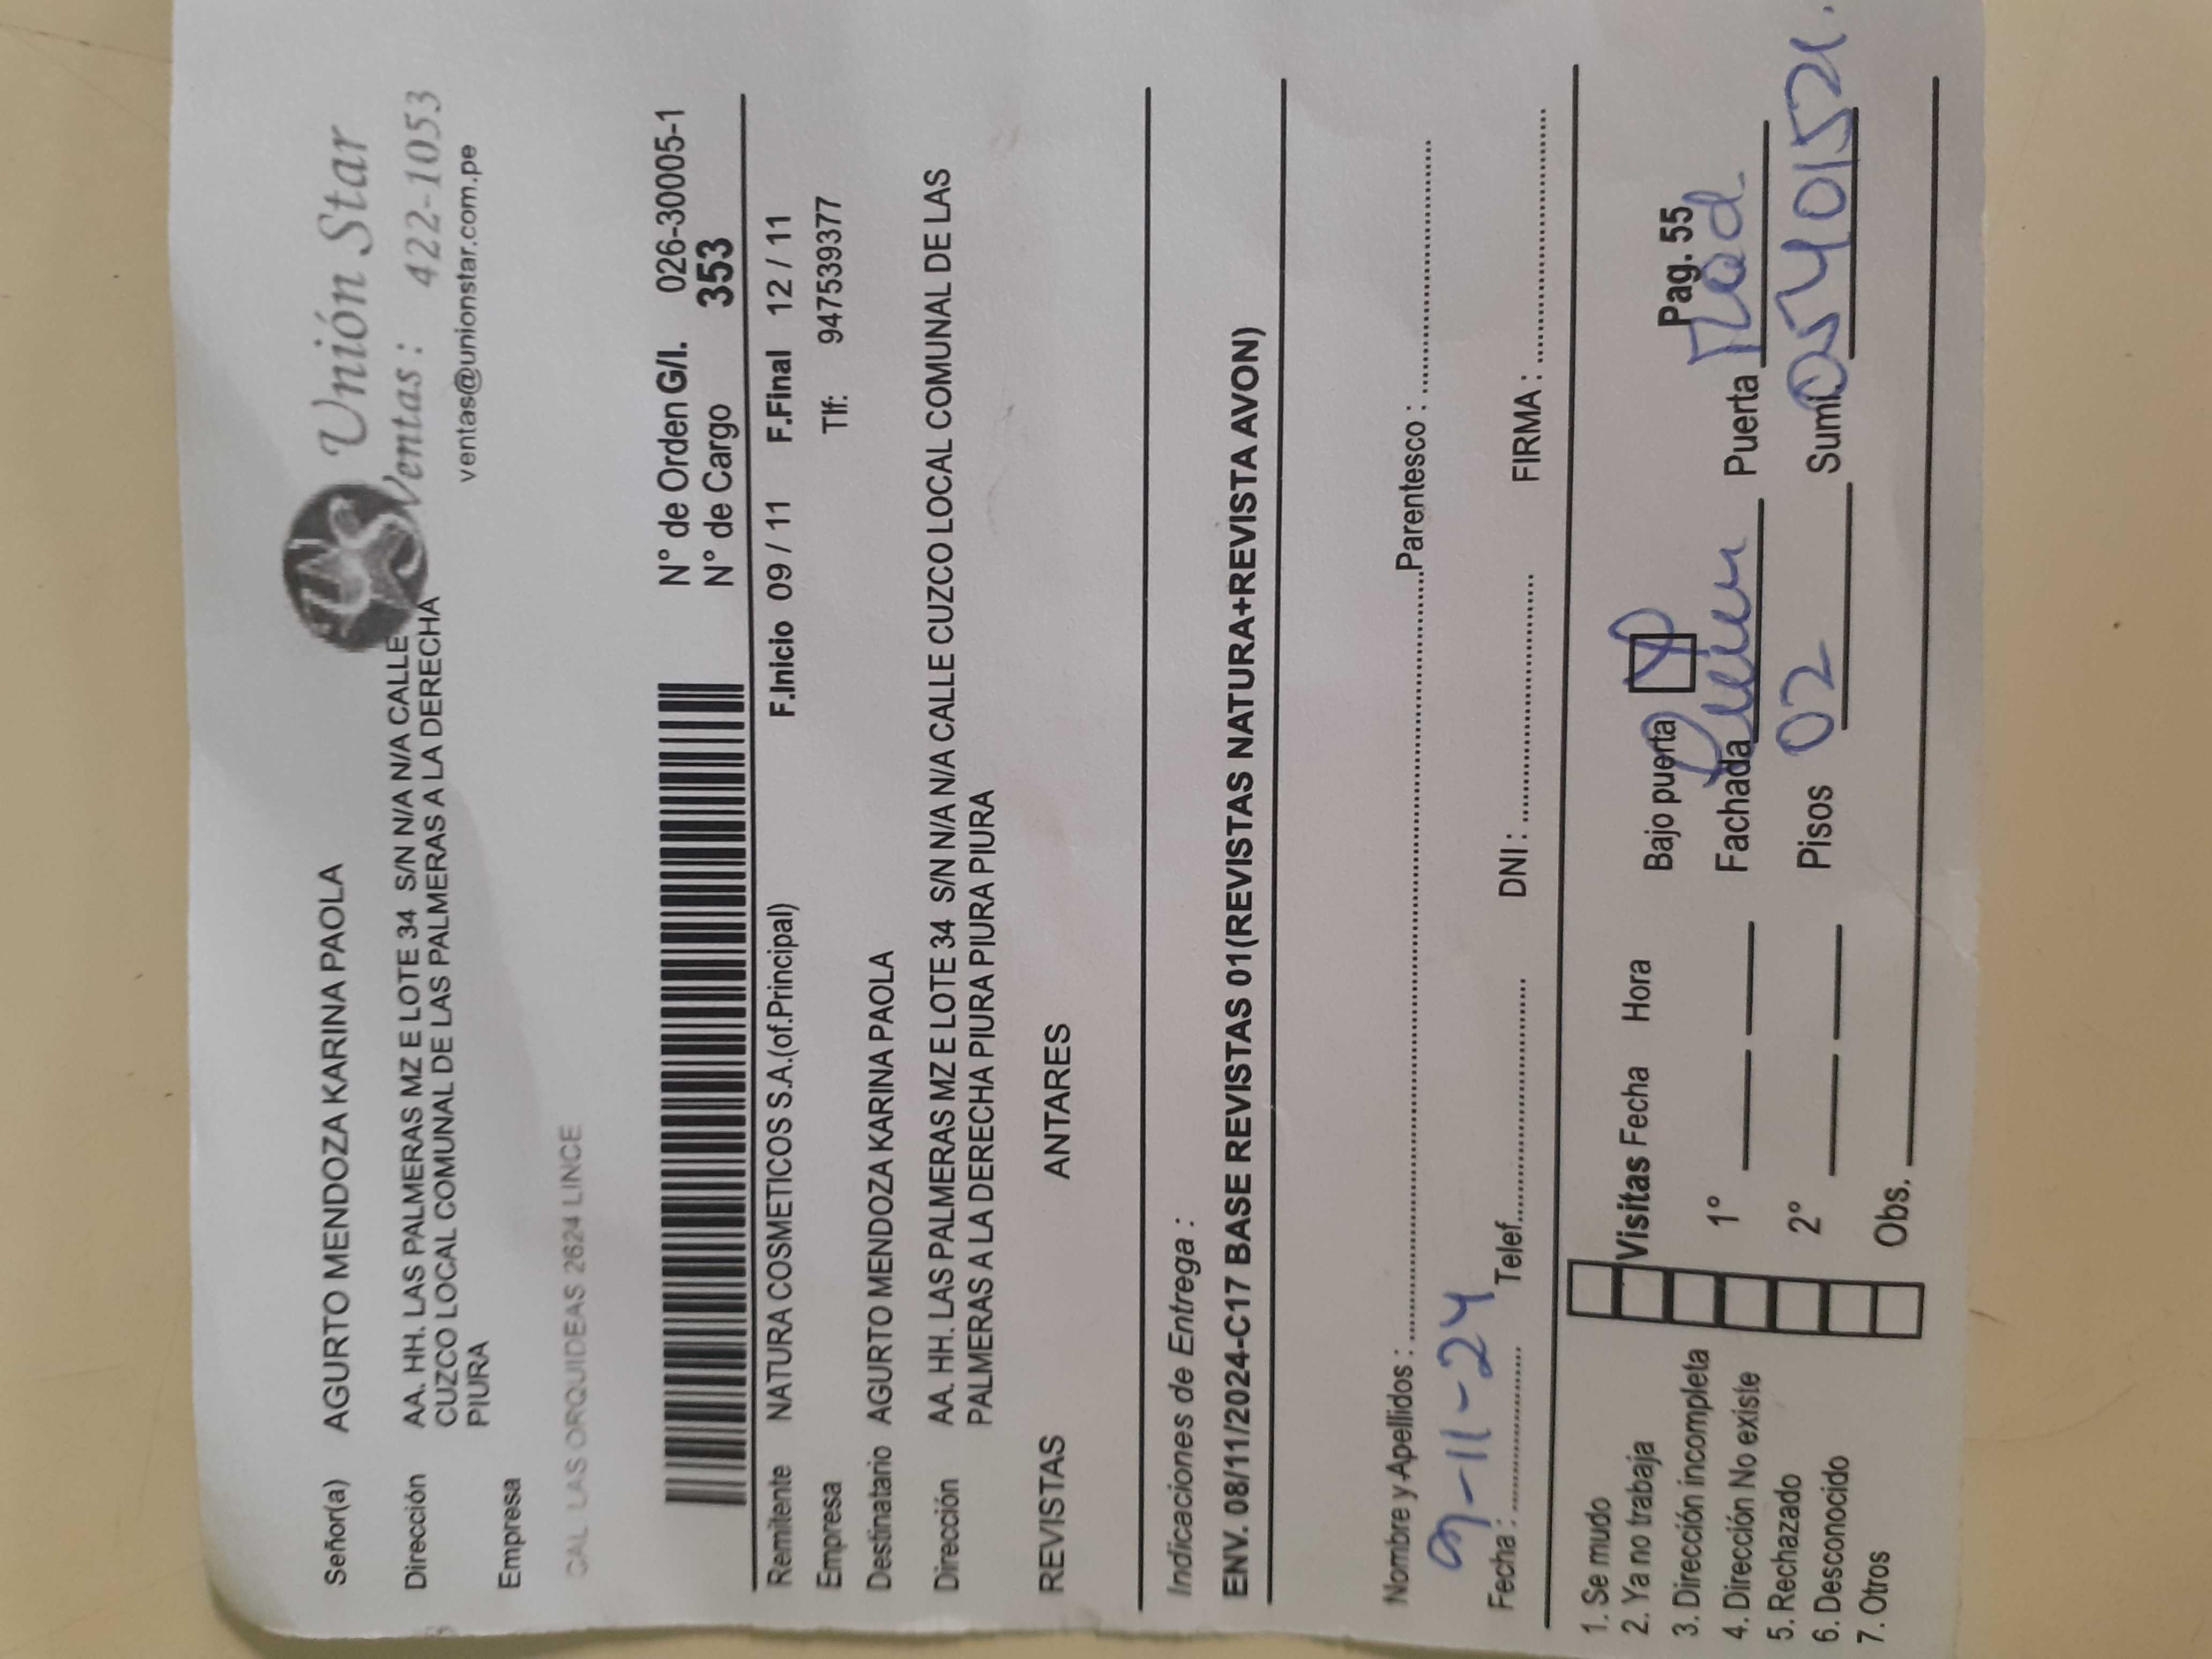 Unión Star
Ventas: 422-1053
ventas@unionstar.com.pe
Señor(a) AGURTO MENDOZA KARINA PAOLA
Dirección AA. HH. LAS PALMERAS MZ E LOTE 34 S/N N/A N/A CALLE
CUZCO LOCAL COMUNAL DE LAS PALMERAS A LA DERECHA
PIURA
Empresa
CAL. LAS ORQUIDEAS 2624 LINCE
N° de Orden G/I. 026-30005-1
N° de Cargo 353
Remitente NATURA COSMETICOS S.A.(of.Principal) F.Inicio 09 / 11 F.Final 12 / 11
Empresa Tlf: 947539377
Destinatario AGURTO MENDOZA KARINA PAOLA
Dirección AA. HH. LAS PALMERAS MZ E LOTE 34 S/N N/A N/A CALLE CUZCO LOCAL COMUNAL DE LAS
PALMERAS A LA DERECHA PIURA PIURA PIURA
REVISTAS ANTARES
Indicaciones de Entrega :
ENV. 08/11/2024-C17 BASE REVISTAS 01(REVISTAS NATURA+REVISTA AVON)
Nombre y Apellidos : Parentesco :
Fecha : 9-11-24 Telef. DNI : FIRMA :
1. Se mudo
2. Ya no trabaja
3. Dirección incompleta
4. Dirección No existe
5. Rechazado
6. Desconocido
7. Otros
Visitas Fecha Hora
1°
2°
Obs.
Bajo puerta Pag. 55
Fachada Puerta
Pisos 02 Sumi.